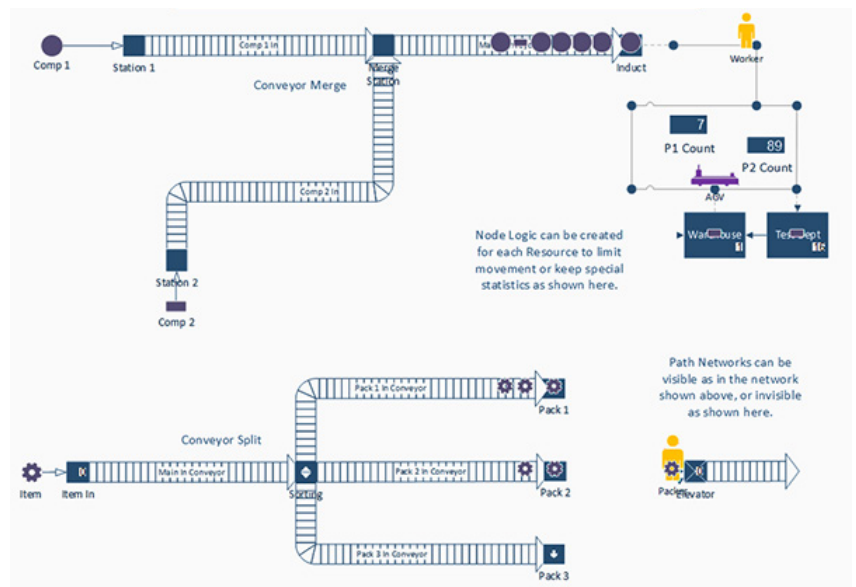 Comp 1
Station 1
Comp 1 In
Conveyor Merge
Merge
Station
Induct
Worker
7
P1 Count
89
P2 Count
AGV
Warehouse
1
Test Dept
16
Comp 2 In
Station 2
Comp 2
Node Logic can be created
for each Resource to limit
movement or keep special
statistics as shown here.
Path Networks can be
visible as in the network
shown above, or invisible
as shown here.
Conveyor Split
Item
Item In
Main In Conveyor
Sorting
Pack 1 In Conveyor
Pack 1
Pack 2 In Conveyor
Pack 2
Pack 3 In Conveyor
Pack 3
Packer
Elevator